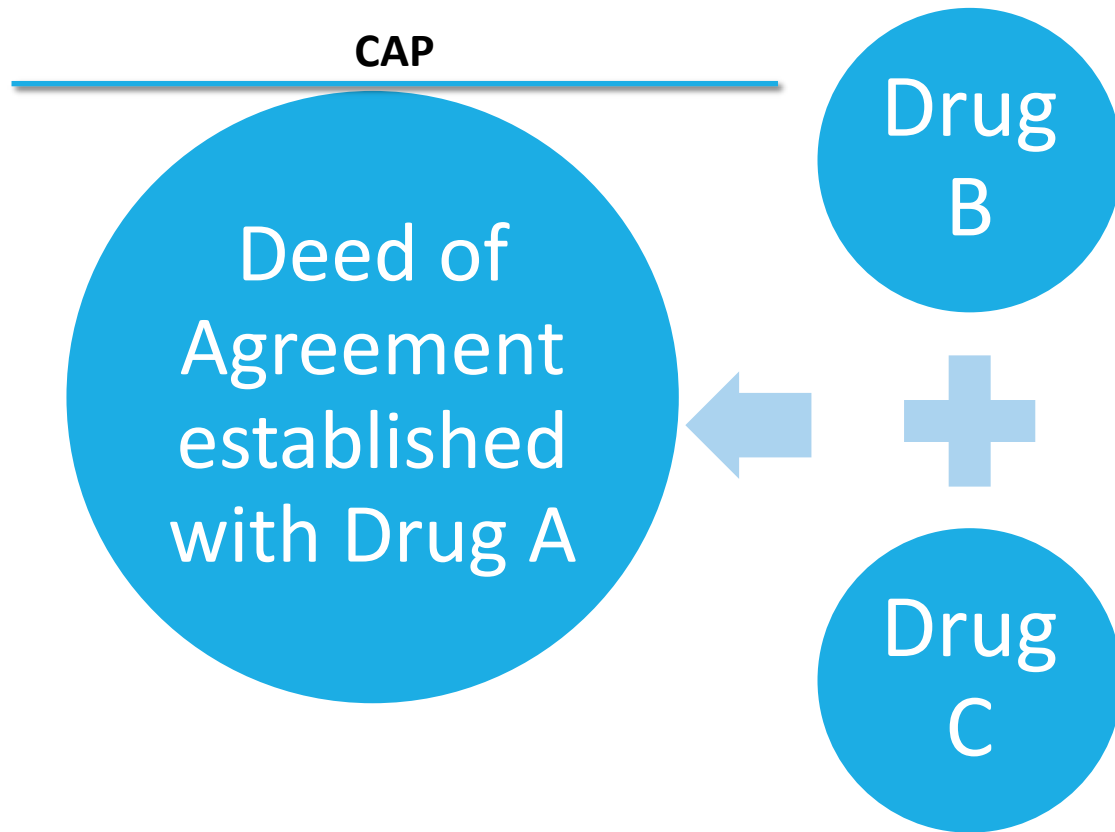 CAP
Deed of
Agreement
established
with Drug A
Drug
B
Drug
C